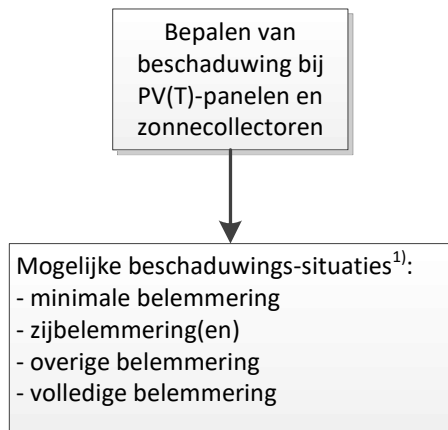 Bepalen van
beschaduwing bij
PV(T)-panelen en
zonnecollectoren
Mogelijke beschaduwings-situaties1):
- minimale belemmering
- zijbelemmering(en)
- overige belemmering
- volledige belemmering